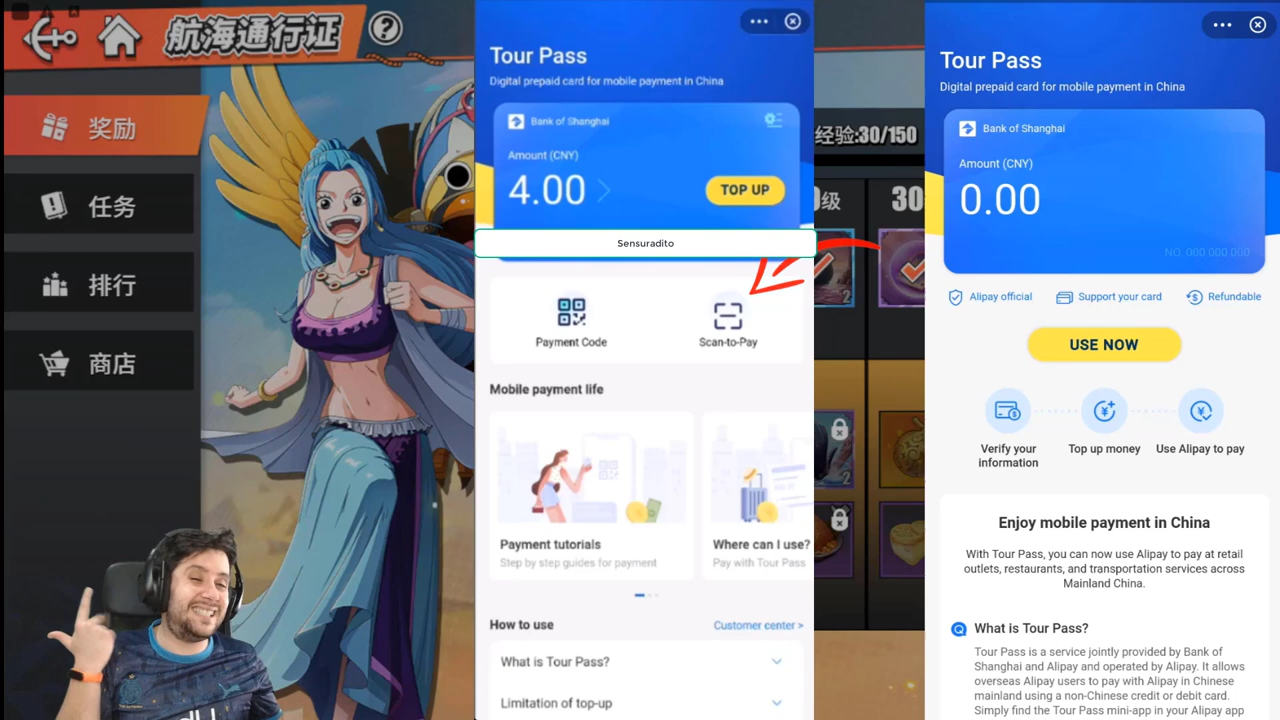 航海通行证
?
奖励
任务
排行
商店
Tour Pass
Digital prepaid card for mobile payment in China
Bank of Shanghai
Amount (CNY)
4.00
TOP UP
Sensuradito
Payment Code
Scan-to-Pay
Mobile payment life
Payment tutorials
Step by step guides for payment
Where can I use?
Pay with Tour Pass
How to use
Customer center >
What is Tour Pass?
Limitation of top-up
经验:30/150
级
30
2
2
Tour Pass
Digital prepaid card for mobile payment in China
Bank of Shanghai
Amount (CNY)
0.00
NO. 000 000 000
Alipay official
Support your card
Refundable
USE NOW
Verify your
information
Top up money
Use Alipay to pay
Enjoy mobile payment in China
With Tour Pass, you can now use Alipay to pay at retail
outlets, restaurants, and transportation services across
Mainland China.
What is Tour Pass?
Tour Pass is a service jointly provided by Bank of
Shanghai and Alipay and operated by Alipay. It allows
overseas Alipay users to pay with Alipay in Chinese
mainland using a non-Chinese credit or debit card.
Simply find the Tour Pass mini-app in your Alipay app